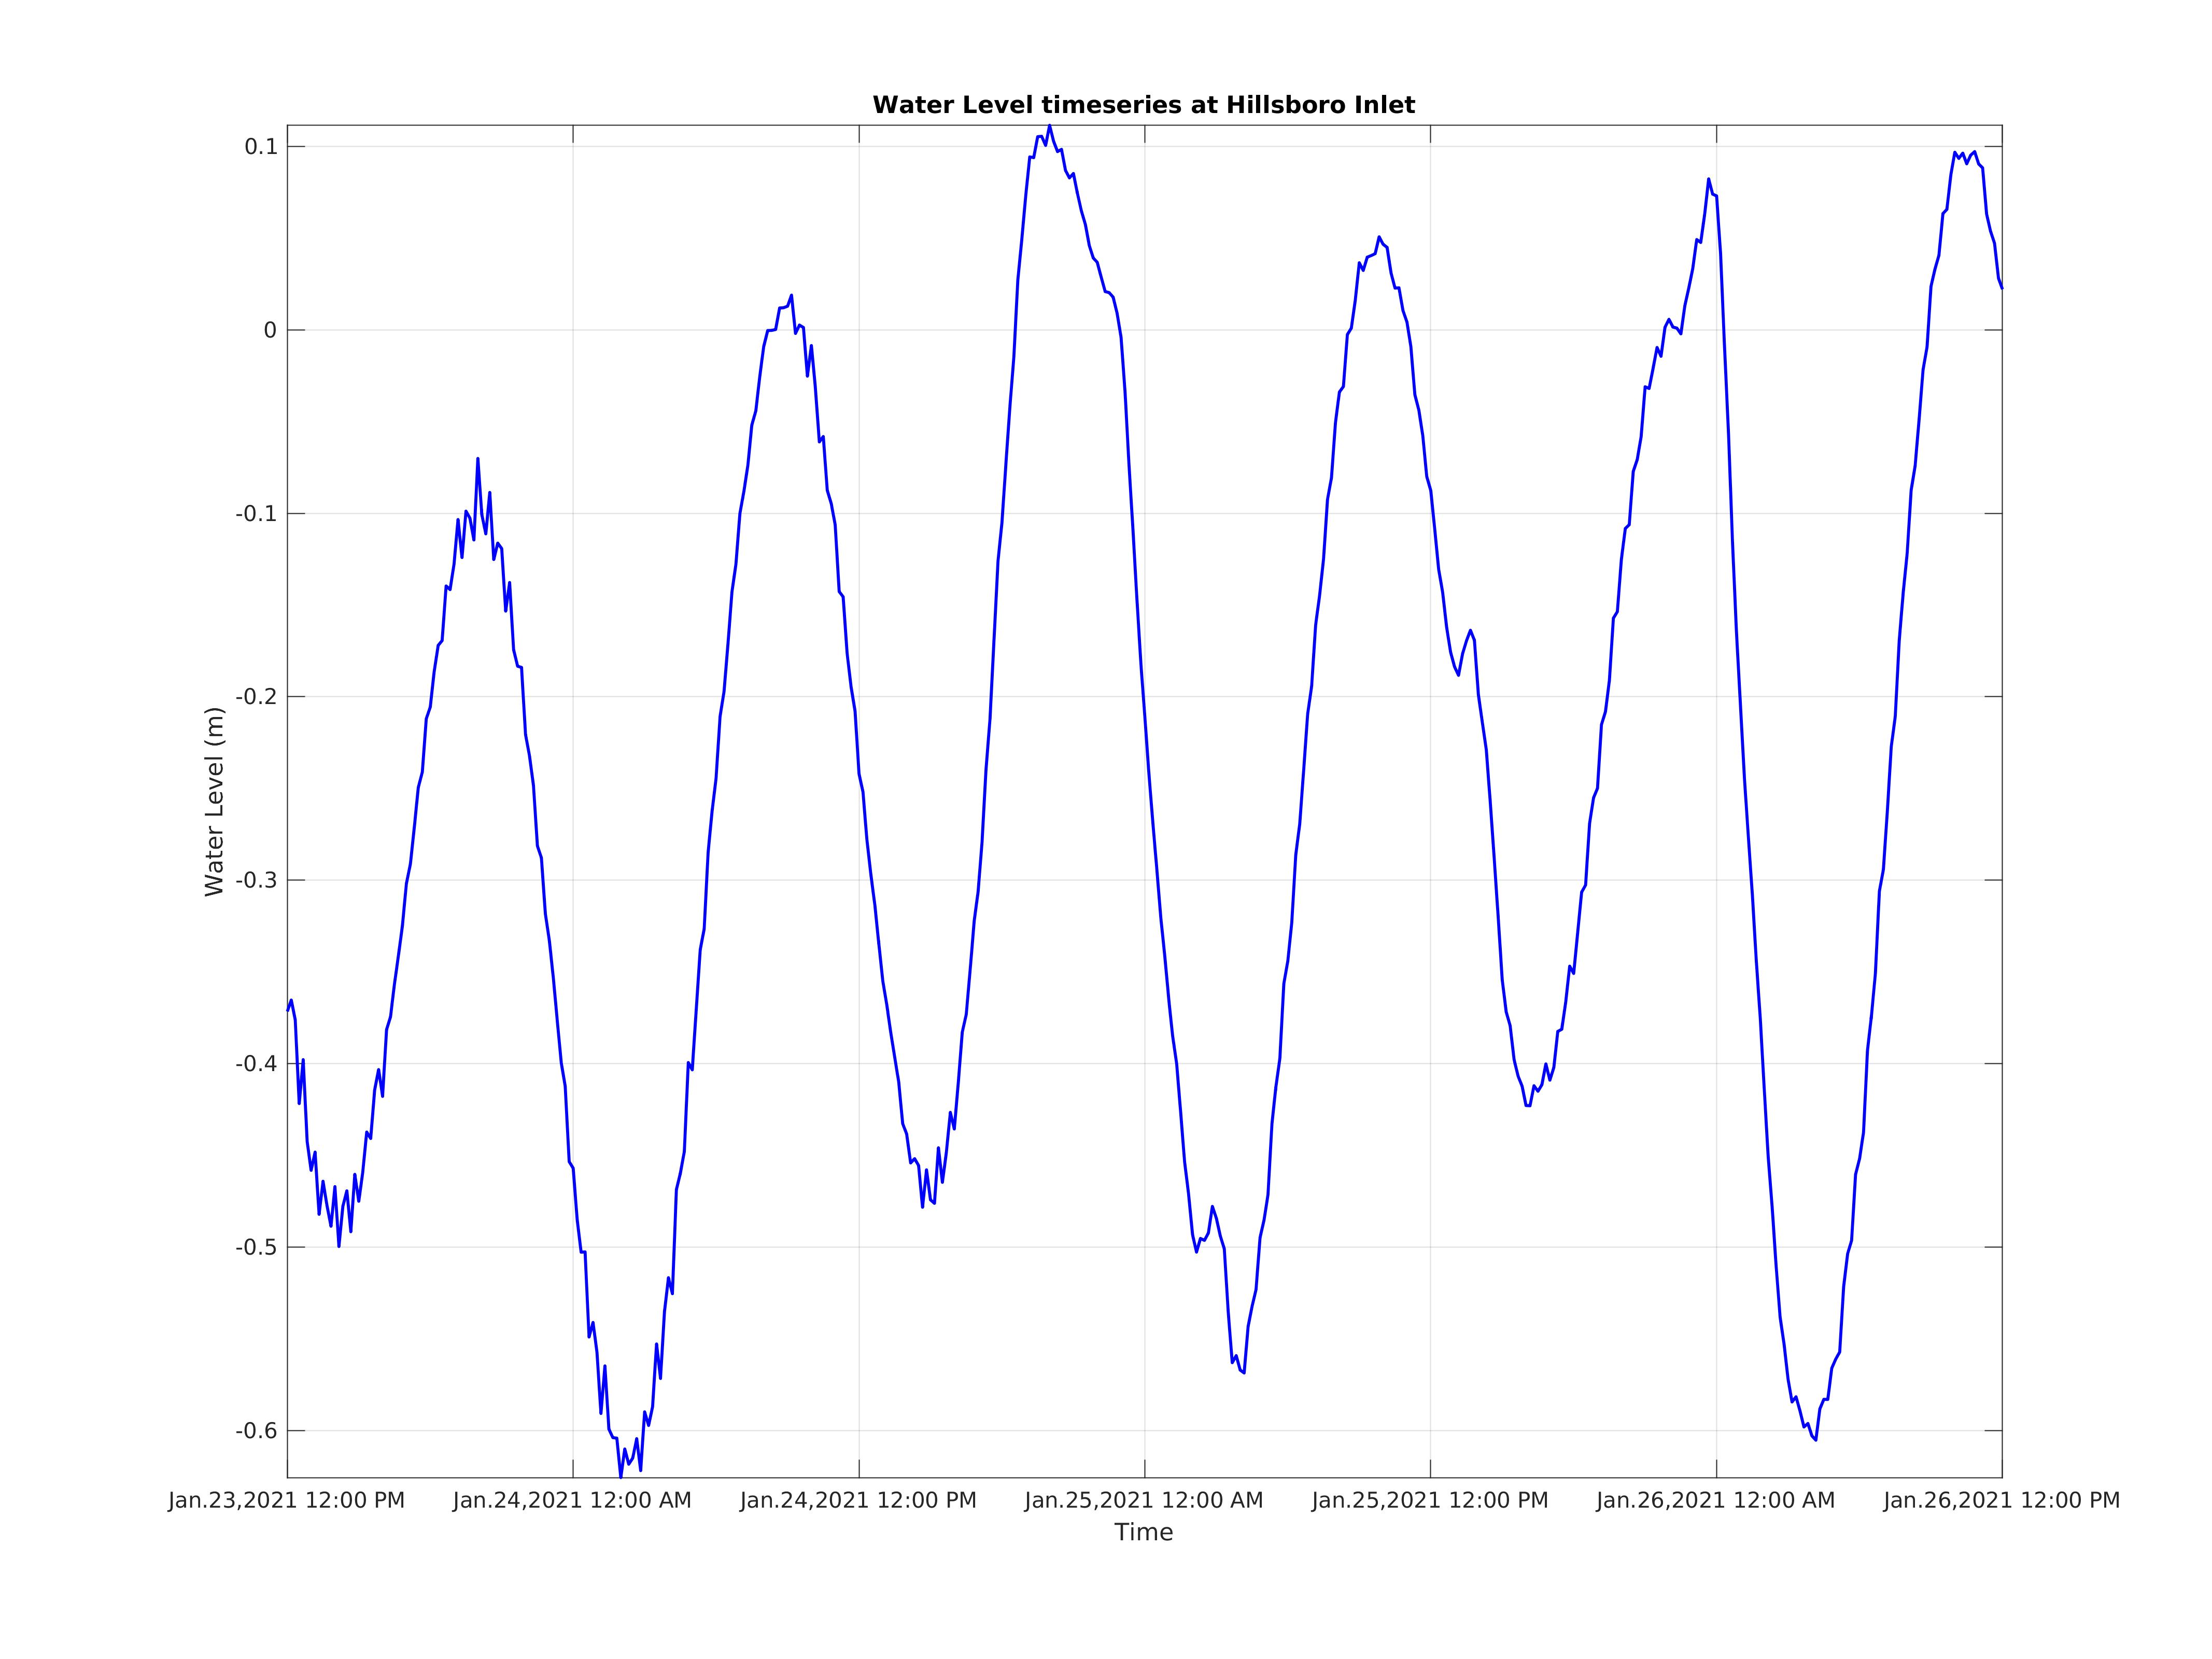 Water Level timeseries at Hillsboro Inlet
0.1
0
-0.1
-0.2
-0.3
-0.4
-0.5
-0.6
Water Level (m)
Jan.23,2021 12:00 PM
Jan.24,2021 12:00 AM
Jan.24,2021 12:00 PM
Jan.25,2021 12:00 AM
Jan.25,2021 12:00 PM
Jan.26,2021 12:00 AM
Jan.26,2021 12:00 PM
Time